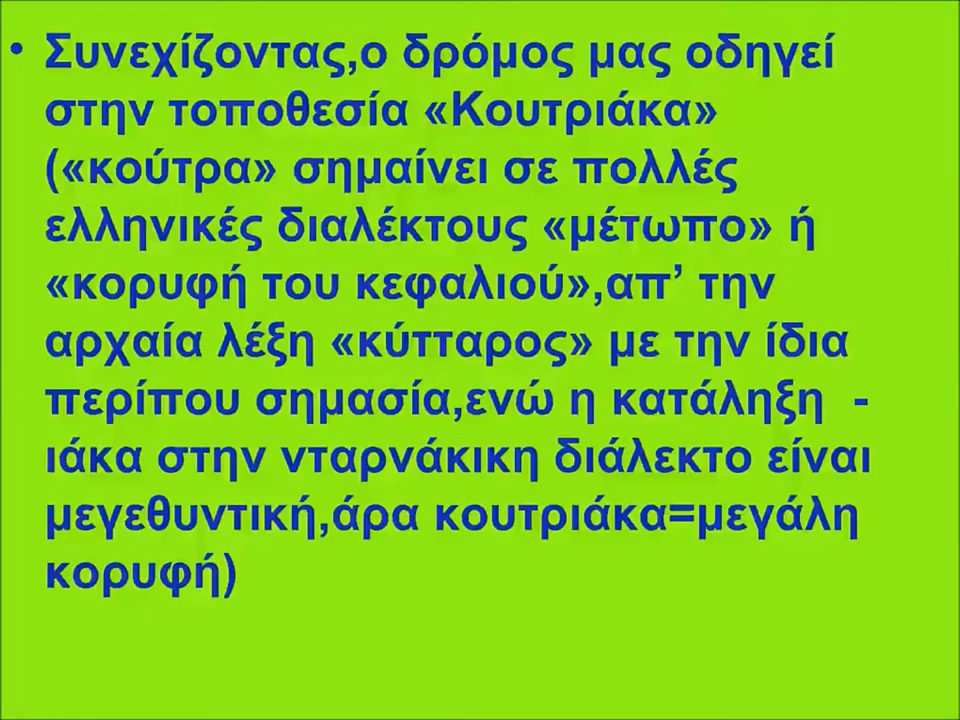 • Συνεχίζοντας,ο δρόμος μας οδηγεί
στην τοποθεσία «Κουτριάκα»
(«κούτρα» σημαίνει σε πολλές
ελληνικές διαλέκτους «μέτωπο» ή
«κορυφή του κεφαλιού»,απ’ την
αρχαία λέξη «κύτταρος» με την ίδια
περίπου σημασία,ενώ η κατάληξη -
ιάκα στην νταρνάκικη διάλεκτο είναι
μεγεθυντική,άρα κουτριάκα=μεγάλη
κορυφή)